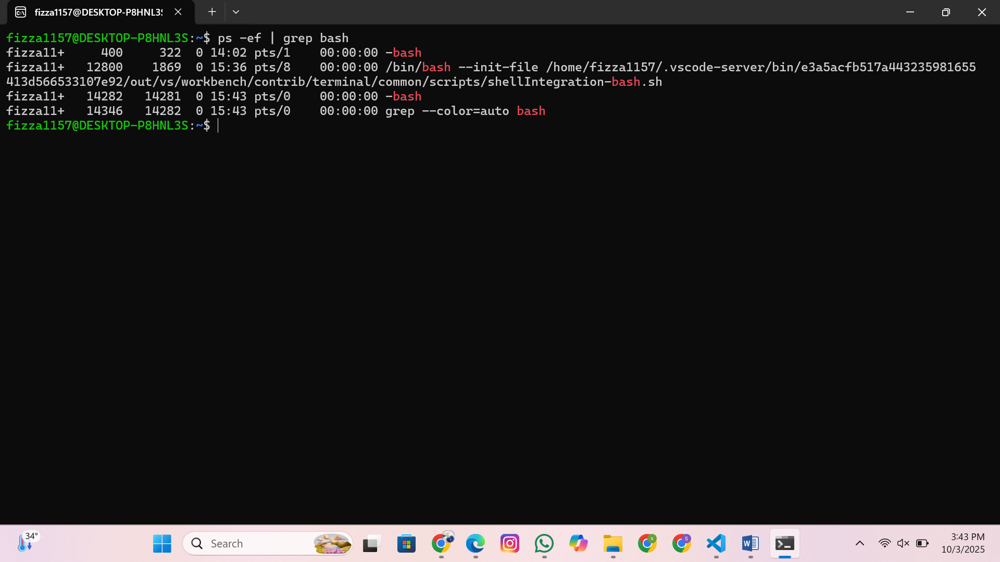 fizza1157@DESKTOP-P8HNL3S
fizza1157@DESKTOP-P8HNL3S:~$ ps -ef | grep bash
fizza11+     400     322  0 14:02 pts/1    00:00:00 -bash
fizza11+   12800    1869  0 15:36 pts/8    00:00:00 /bin/bash --init-file /home/fizza1157/.vscode-server/bin/e3a5acfb517a443235981655
413d566533107e92/out/vs/workbench/contrib/terminal/common/scripts/shellIntegration-bash.sh
fizza11+   14282   14281  0 15:43 pts/0    00:00:00 -bash
fizza11+   14346   14282  0 15:43 pts/0    00:00:00 grep --color=auto bash
fizza1157@DESKTOP-P8HNL3S:~$
34°
Search
3:43 PM
10/3/2025